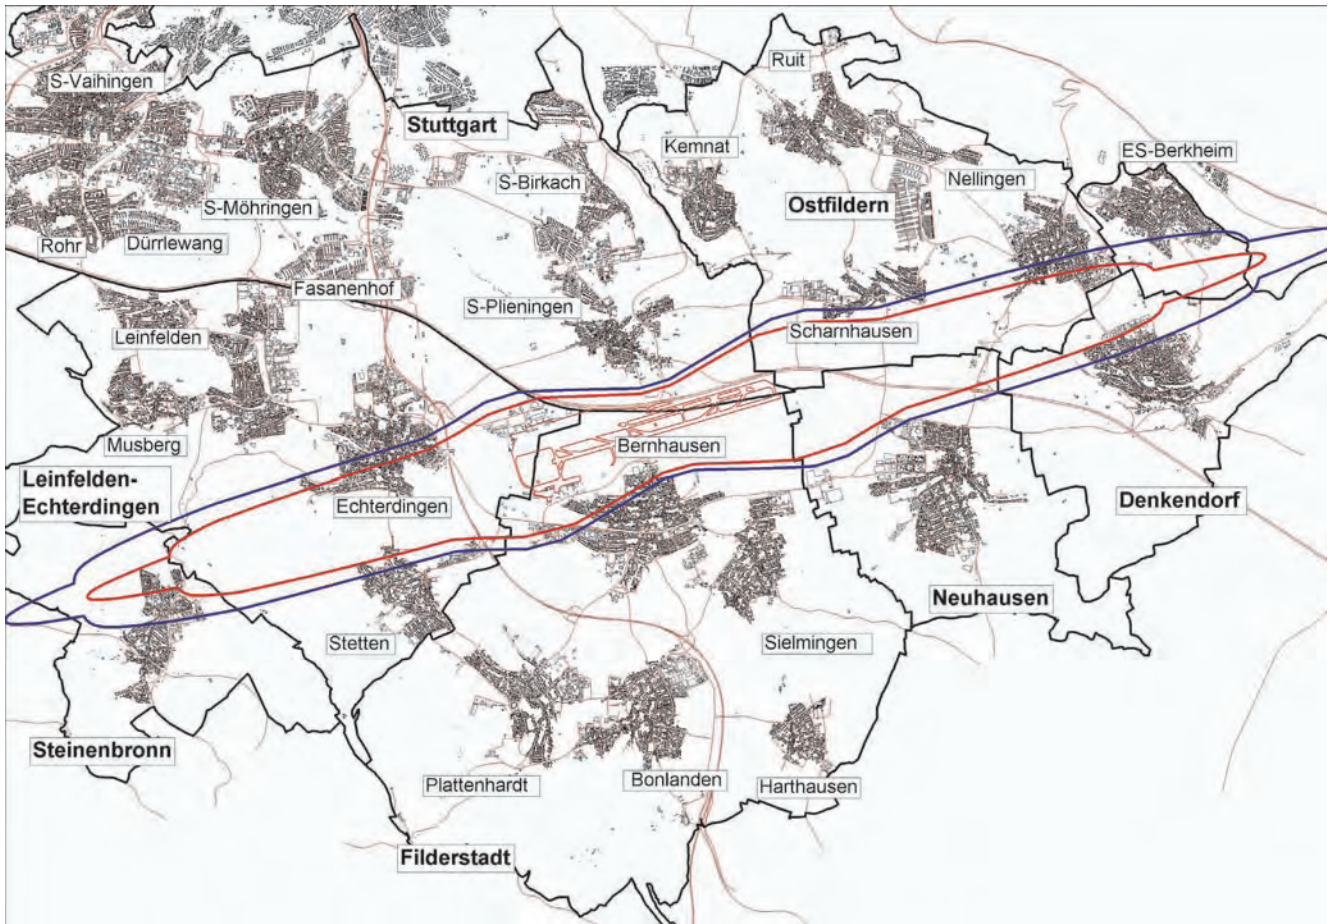 Ruit
S-Vaihingen
Stuttgart
Kemnat
ES-Berkheim
S-Birkach
Nellingen
S-Möhringen
Ostfildern
Rohr
Dürrlewang
Fasanenhof
S-Plieningen
Scharnhausen
Leinfelden
Musberg
Bernhausen
Leinfelden-
Echterdingen
Echterdingen
Denkendorf
Neuhausen
Stetten
Sielmingen
Steinenbronn
Plattenhardt
Bonlanden
Harthausen
Filderstadt